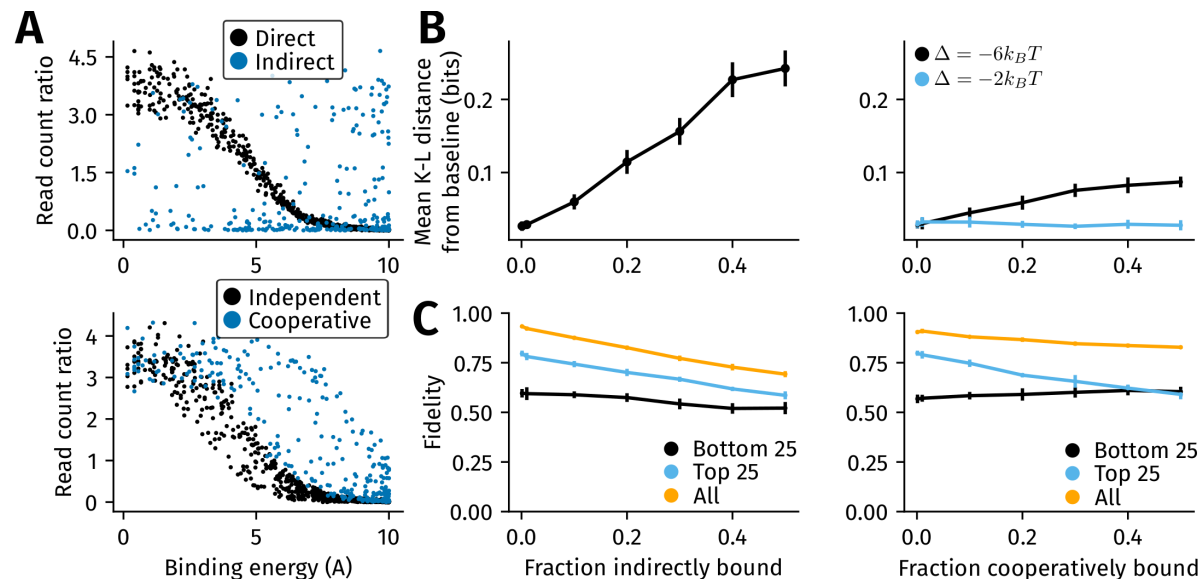 A
Direct
Indirect
Read count ratio
4.5
3.0
1.5
0.0
0
5
10
Independent
Cooperative
Read count ratio
4
3
2
1
0
0
5
10
Binding energy (A)
B
Mean K-L distance
from baseline (bits)
0.2
0.1
0.0
0.2
0.4
Δ = −6k_BT
Δ = −2k_BT
0.2
0.1
0.0
0.2
0.4
C
Fidelity
1.00
0.75
0.50
0.25
0.00
Bottom 25
Top 25
All
0.0
0.2
0.4
Fraction indirectly bound
1.00
0.75
0.50
0.25
0.00
Bottom 25
Top 25
All
0.0
0.2
0.4
Fraction cooperatively bound